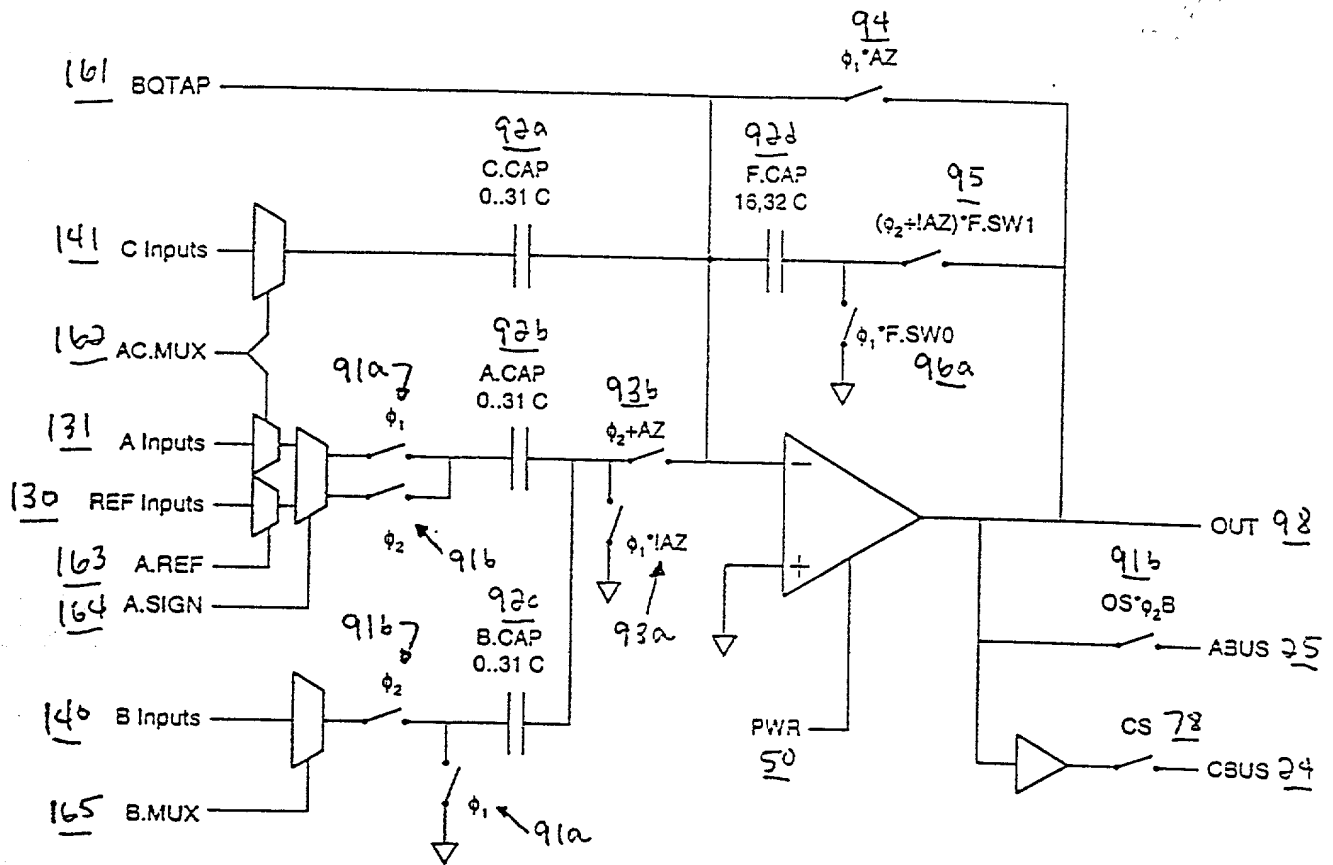 94
φ₁*AZ
161 BQTAP
92a
C.CAP
0..31 C
92d
F.CAP
16,32 C
95
(φ₂+!AZ)*F.SW1
141 C Inputs
φ₁*F.SW0
96a
162 AC.MUX
92b
A.CAP
0..31 C
91a
φ₁
93b
φ₂+AZ
131 A Inputs
130 REF Inputs
φ₂
91b
φ₁*!AZ
93a
163 A.REF
164 A.SIGN
OUT 98
91b
OS*φ₂B
ABUS 25
91b
φ₂
92c
B.CAP
0..31 C
140 B Inputs
PWR
50
CS 78
CBUS 24
165 B.MUX
φ₁
91a
− 
+